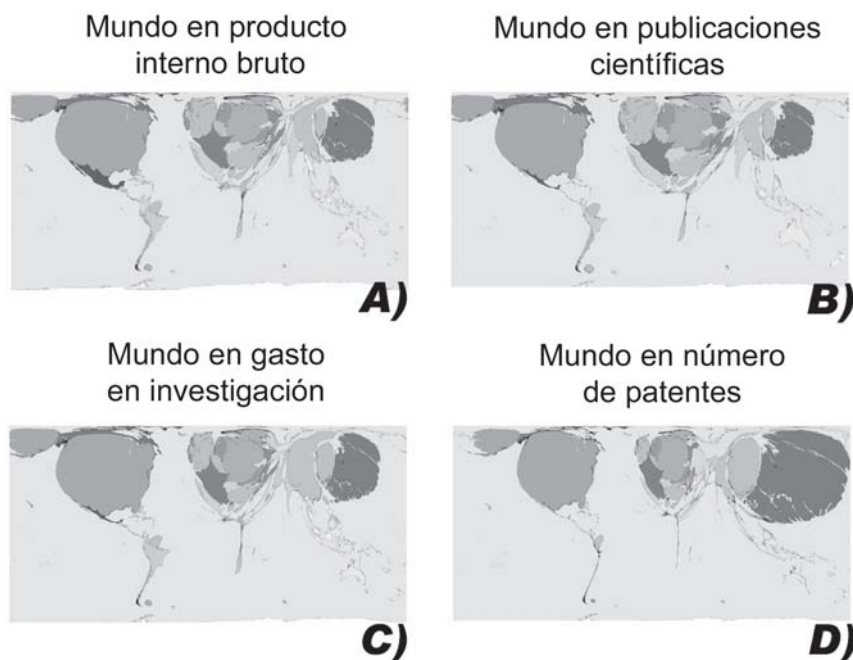 Mundo en producto
interno bruto
A)
Mundo en publicaciones
científicas
B)
Mundo en gasto
en investigación
C)
Mundo en número
de patentes
D)